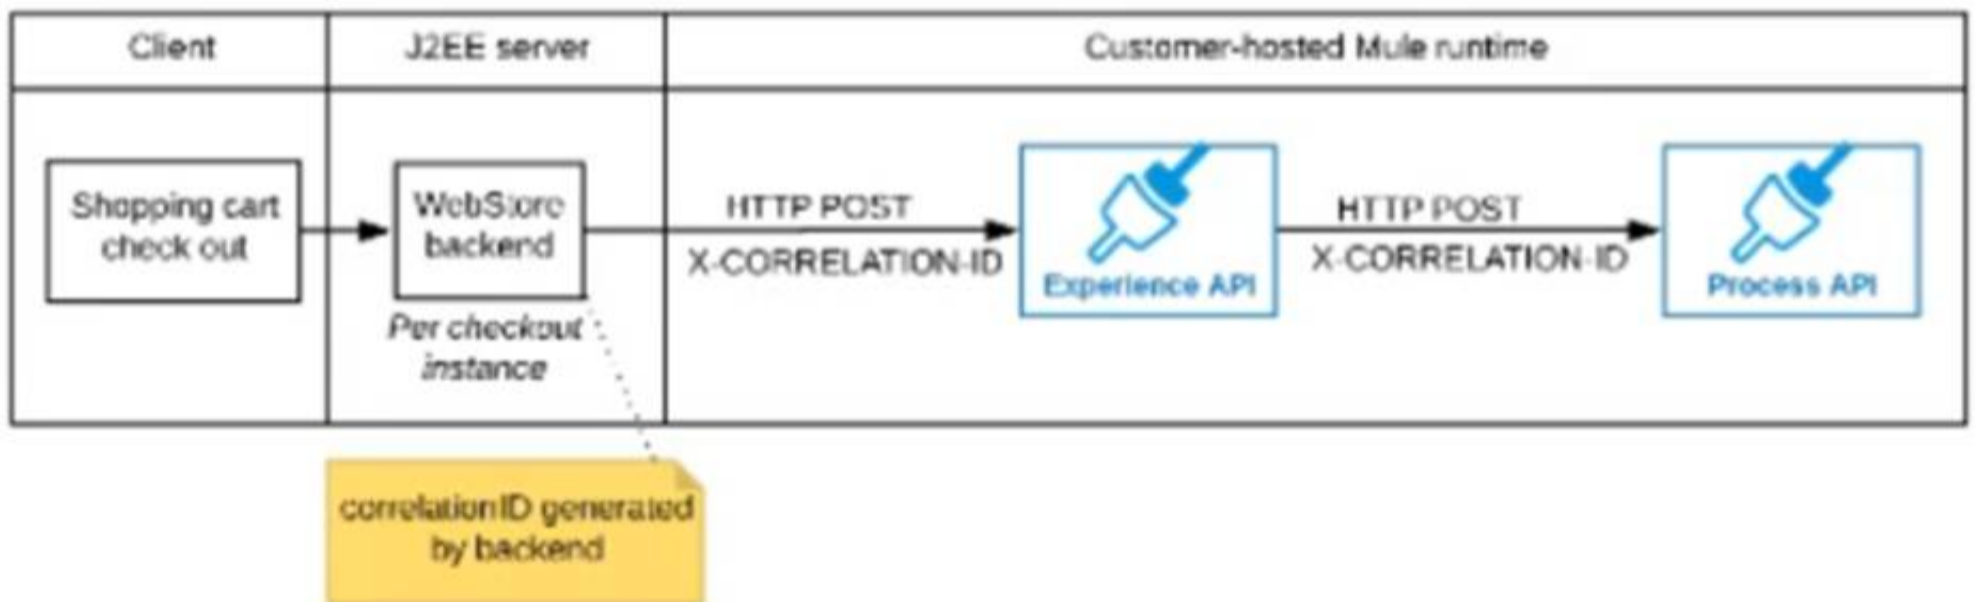 Client
J2EE server
Customer-hosted Mule runtime
Shopping cart
check out
WebStore
backend
Per checkout
instance
HTTP POST
X-CORRELATION-ID
Experience API
HTTP POST
X-CORRELATION-ID
Process API
correlationID generated
by backend